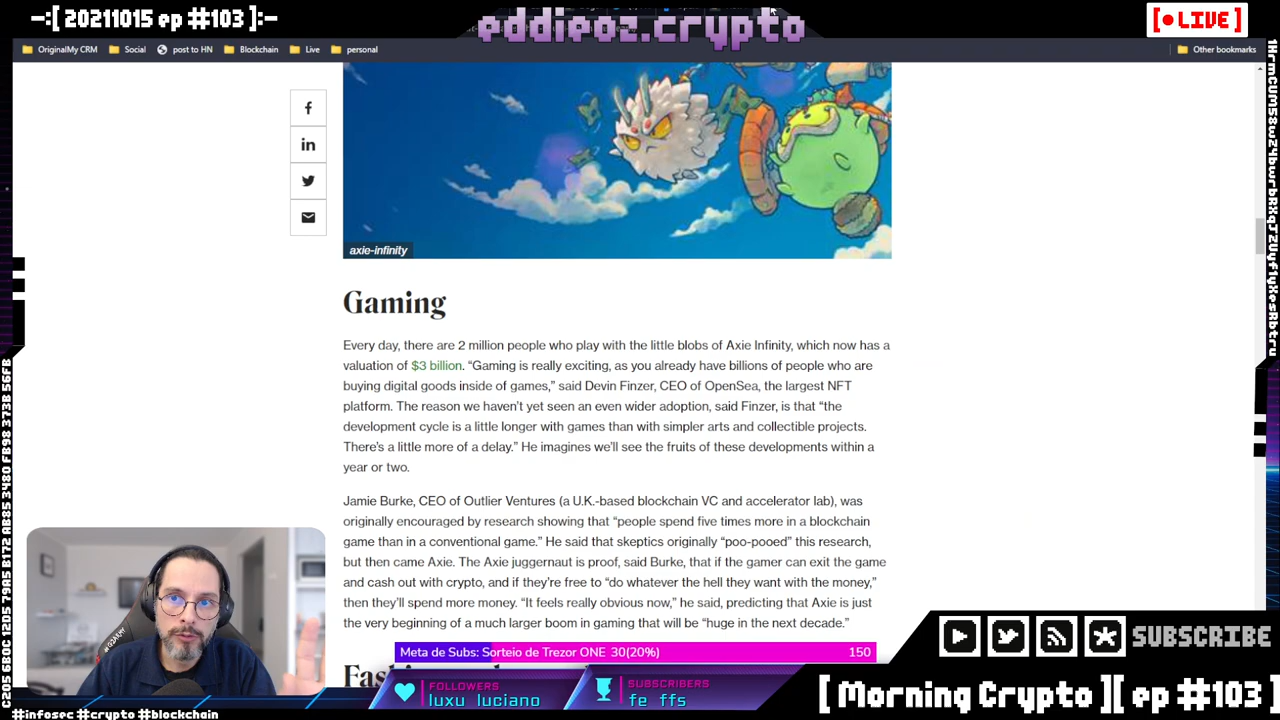 -:[ 20211015 ep #103 ]:-
eddieoz.crypto
[ • LIVE ]
OriginalMy CRM
Social
post to HN
Blockchain
Live
personal
Other bookmarks
axie-infinity
Gaming
Every day, there are 2 million people who play with the little blobs of Axie Infinity, which now has a
valuation of $3 billion. “Gaming is really exciting, as you already have billions of people who are
buying digital goods inside of games,” said Devin Finzer, CEO of OpenSea, the largest NFT
platform. The reason we haven’t yet seen an even wider adoption, said Finzer, is that “the
development cycle is a little longer with games than with simpler arts and collectible projects.
There’s a little more of a delay.” He imagines we’ll see the fruits of these developments within a
year or two.
Jamie Burke, CEO of Outlier Ventures (a U.K.-based blockchain VC and accelerator lab), was
originally encouraged by research showing that “people spend five times more in a blockchain
game than in a conventional game.” He said that skeptics originally “poo-pooed” this research,
but then came Axie. The Axie juggernaut is proof, said Burke, that if the gamer can exit the game
and cash out with crypto, and if they’re free to “do whatever the hell they want with the money,”
then they’ll spend more money. “It feels really obvious now,” he said, predicting that Axie is just
the very beginning of a much larger boom in gaming that will be “huge in the next decade.”
Meta de Subs: Sorteio de Trezor ONE 30(20%) 150
FOLLOWERS
luxu luciano
SUBSCRIBERS
fe ffs
SUBSCRIBE
[ Morning Crypto ][ ep #103 ]
#infosec #crypto #blockchain